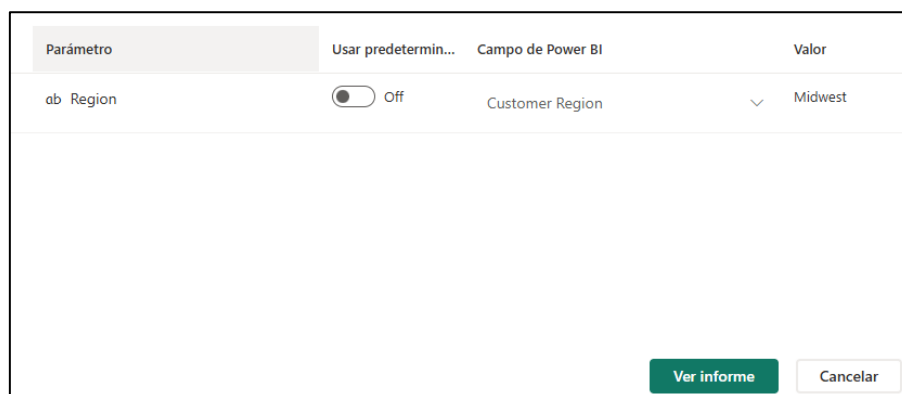 Parámetro Usar predetermin... Campo de Power BI Valor
ab Region Off Customer Region Midwest
Ver informe Cancelar